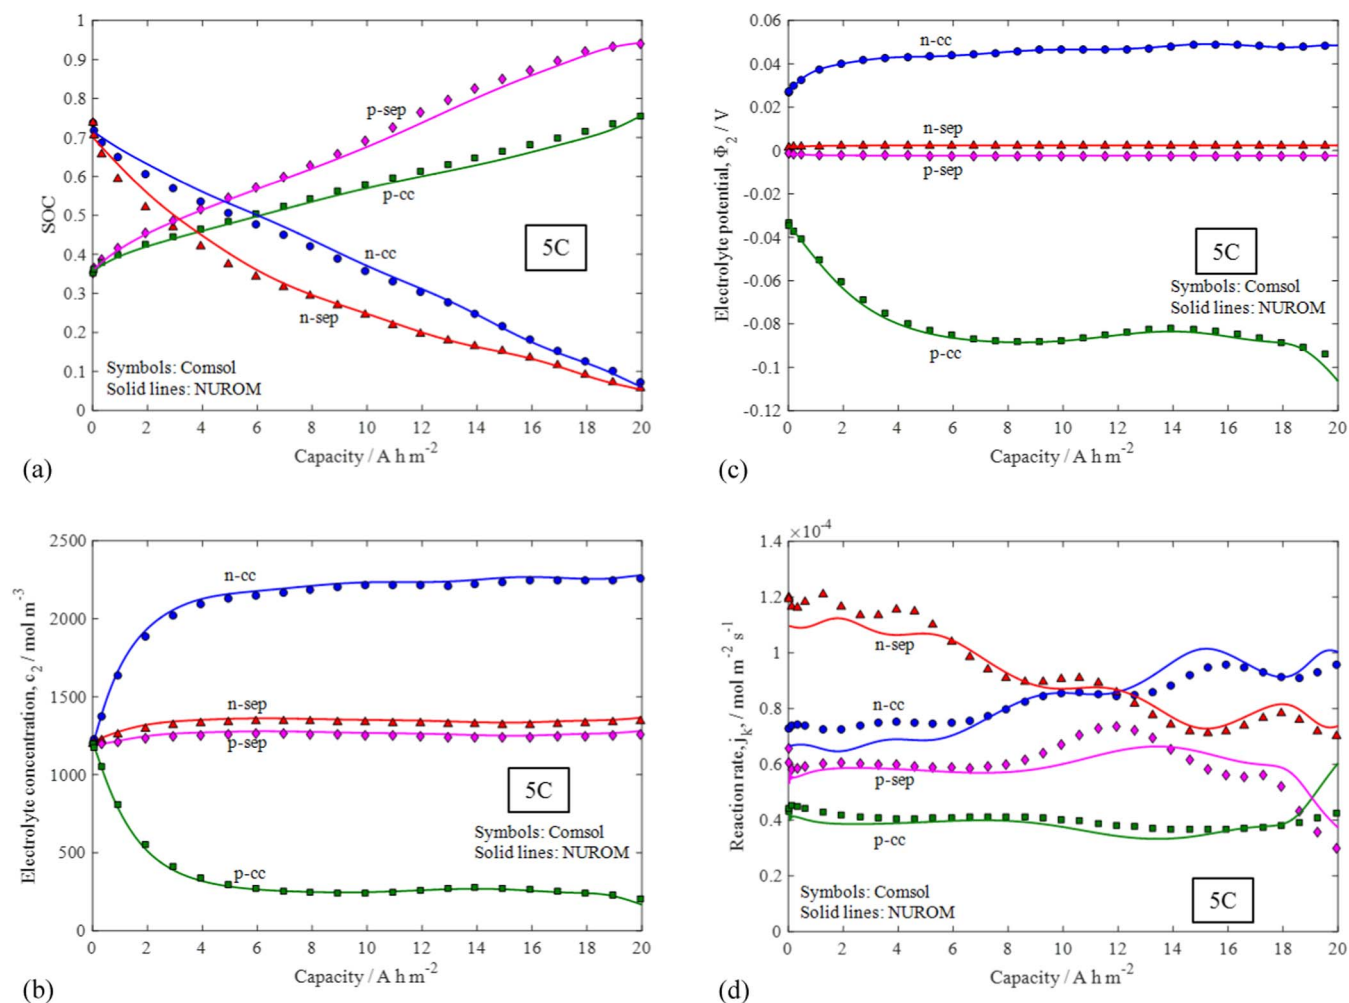 1
0.9
0.8
0.7
0.6
0.5
0.4
0.3
0.2
0.1
0
SOC
p-sep
p-cc
5C
n-cc
n-sep
Symbols: Comsol
Solid lines: NUROM
0 2 4 6 8 10 12 14 16 18 20
Capacity / A h m⁻²
(a)
0.06
0.04
0.02
0
-0.02
-0.04
-0.06
-0.08
-0.1
-0.12
Electrolyte potential, Φ₂ / V
n-cc
n-sep
p-sep
5C
Symbols: Comsol
Solid lines: NUROM
p-cc
0 2 4 6 8 10 12 14 16 18 20
Capacity / A h m⁻²
(c)
2500
2000
1500
1000
500
0
Electrolyte concentration, c₂ / mol m⁻³
n-cc
n-sep
p-sep
5C
Symbols: Comsol
Solid lines: NUROM
p-cc
0 2 4 6 8 10 12 14 16 18 20
Capacity / A h m⁻²
(b)
×10⁻⁴
1.4
1.2
1
0.8
0.6
0.4
0.2
0
Reaction rate, jₖ, / mol m⁻² s⁻¹
n-sep
n-cc
p-sep
p-cc
Symbols: Comsol
Solid lines: NUROM
5C
0 2 4 6 8 10 12 14 16 18 20
Capacity / A h m⁻²
(d)